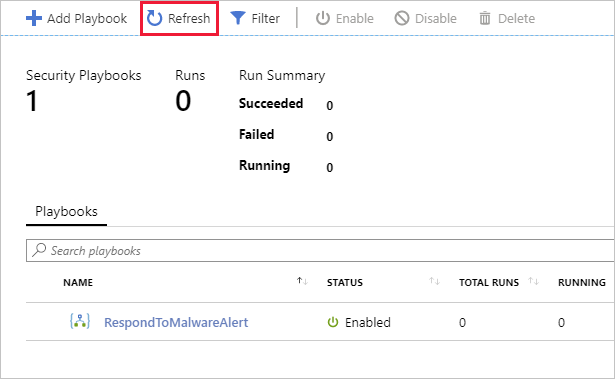 Add Playbook Refresh Filter Enable Disable Delete
Security Playbooks Runs Run Summary
1 0 Succeeded 0
Failed 0
Running 0
Playbooks
Search playbooks
NAME STATUS TOTAL RUNS RUNNING
RespondToMalwareAlert Enabled 0 0